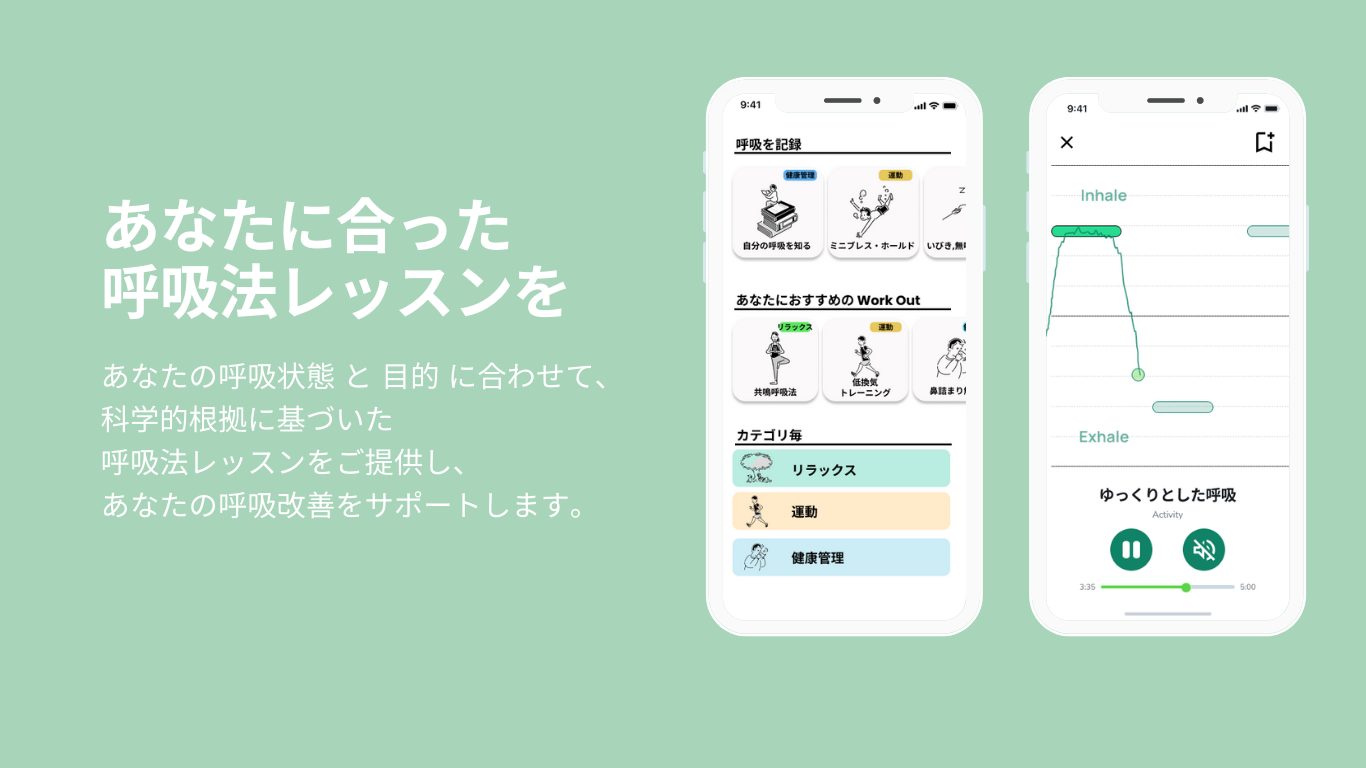 あなたに合った
呼吸法レッスンを
あなたの呼吸状態 と 目的 に合わせて、
科学的根拠に基づいた
呼吸法レッスンをご提供し、
あなたの呼吸改善をサポートします。
9:41
呼吸を記録
健康管理
運動
自分の呼吸を知る
ミニブレス・ホールド
いびき,無
あなたにおすすめの Work Out
リラックス
運動
共鳴呼吸法
低換気
トレーニング
鼻詰まり
カテゴリ毎
リラックス
運動
健康管理
9:41
Inhale
Exhale
ゆっくりとした呼吸
Activity
3:35
5:00